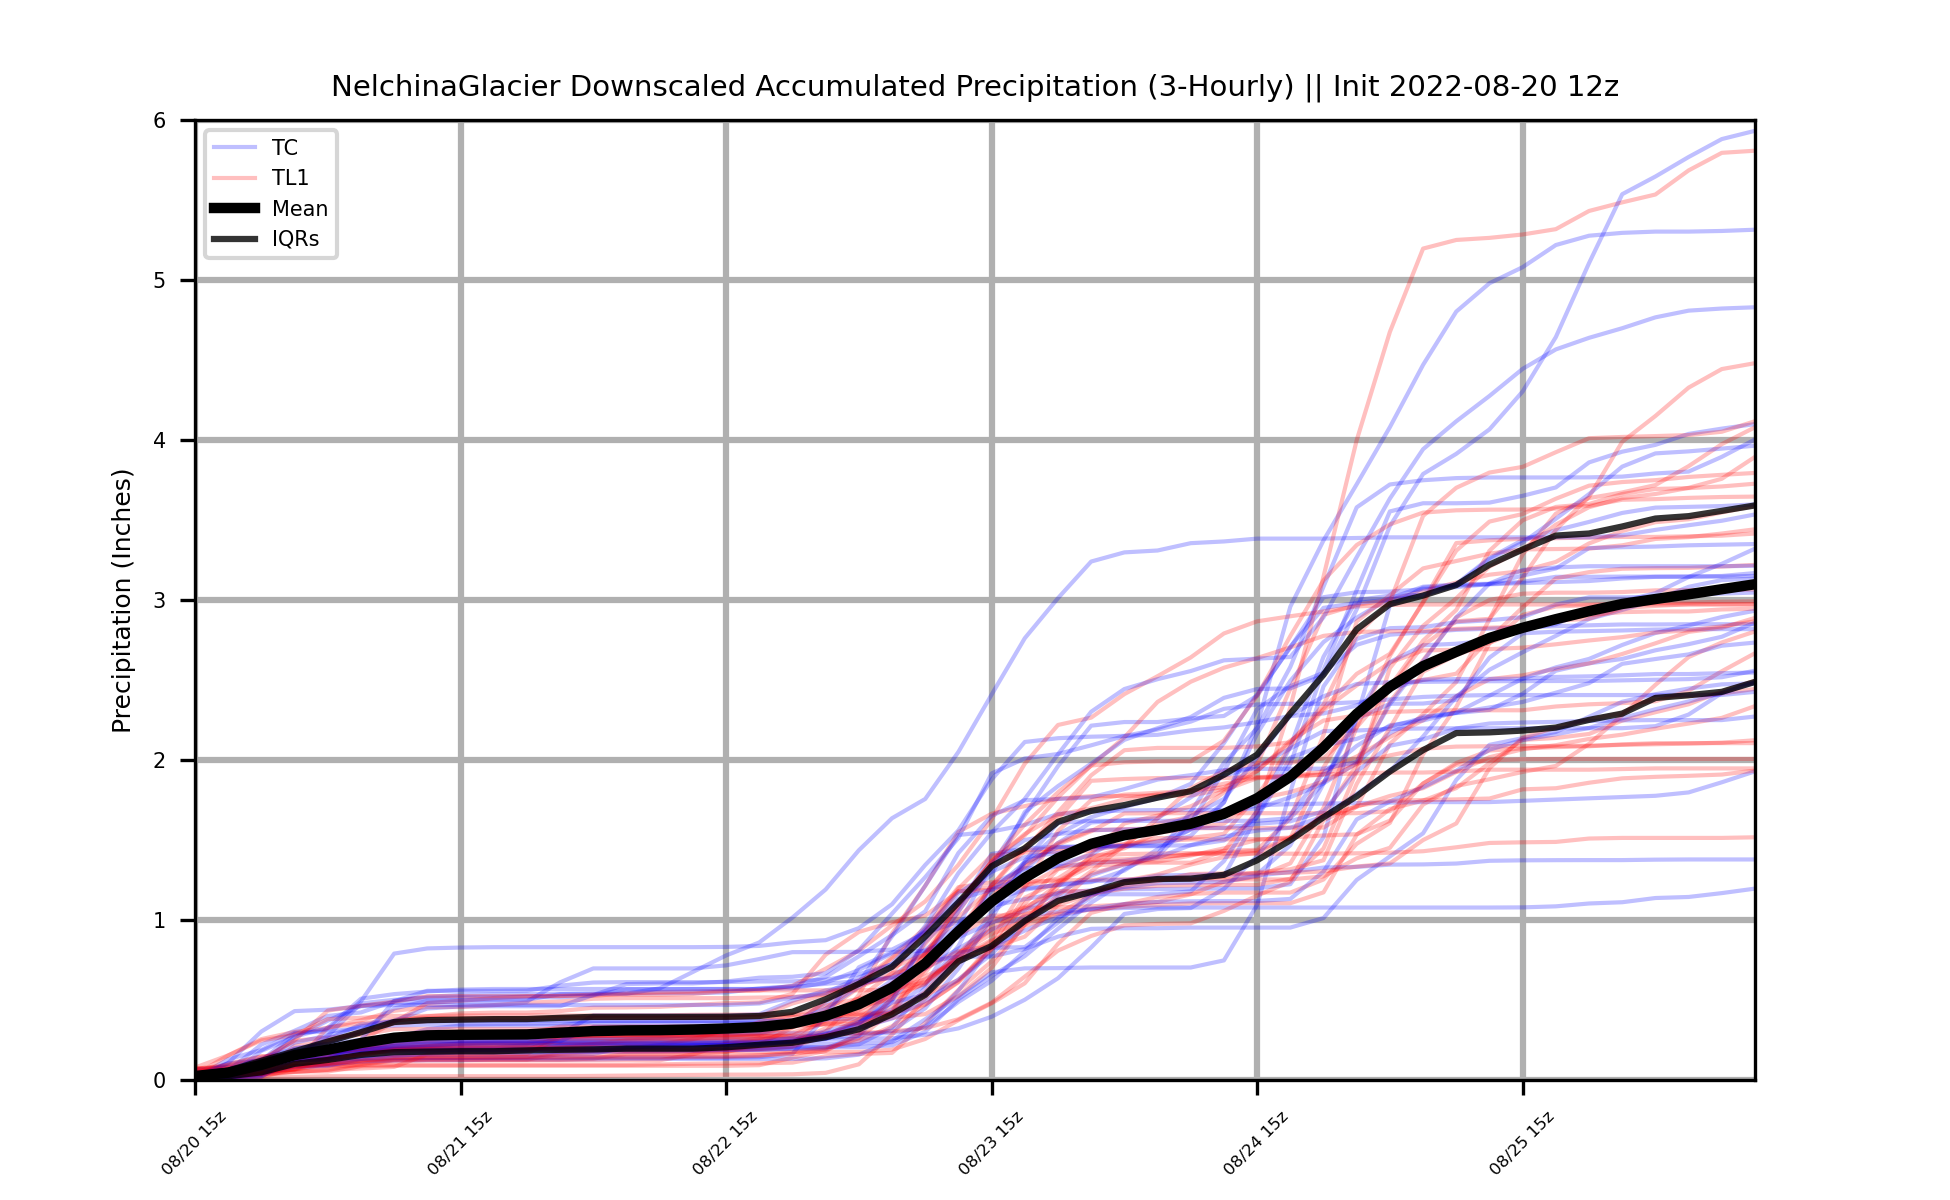 NelchinaGlacier Downscaled Accumulated Precipitation (3-Hourly) || Init 2022-08-20 12z
TC
TL1
Mean
IQRs
Precipitation (Inches)
6
5
4
3
2
1
0
08/20 15z
08/21 15z
08/22 15z
08/23 15z
08/24 15z
08/25 15z